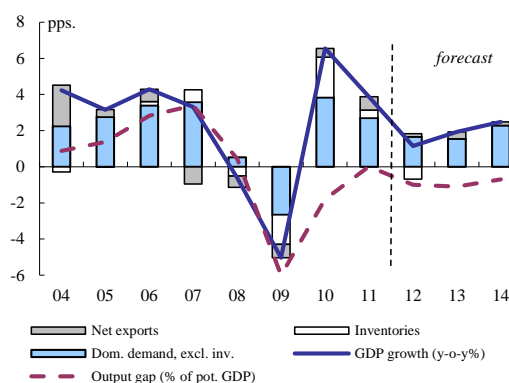 pps.
8
forecast
6
4
2
0
-2
-4
-6
04 05 06 07 08 09 10 11 12 13 14
Net exports
Inventories
Dom. demand, excl. inv.
GDP growth (y-o-y%)
Output gap (% of pot. GDP)